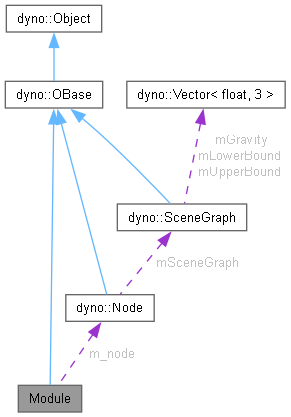 dyno::Object
dyno::OBase
dyno::Vector< float, 3 >
mGravity
mLowerBound
mUpperBound
dyno::SceneGraph
mSceneGraph
dyno::Node
m_node
Module